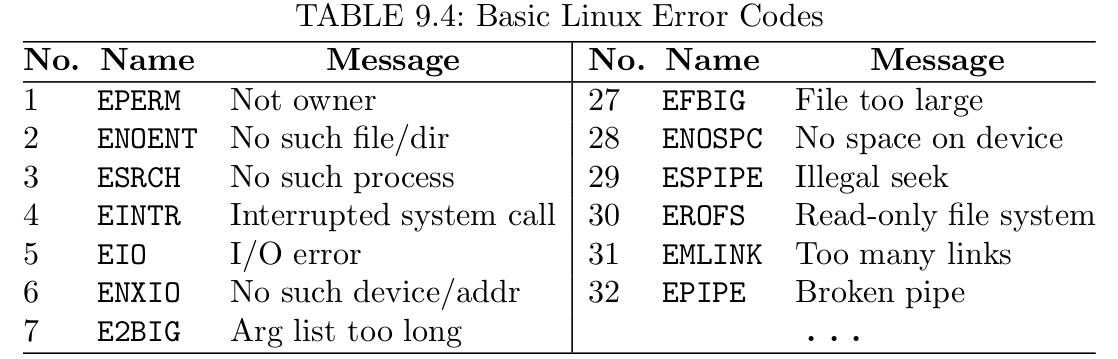 TABLE 9.4: Basic Linux Error Codes
No. Name Message No. Name Message
1 EPERM Not owner 27 EFBIG File too large
2 ENOENT No such file/dir 28 ENOSPC No space on device
3 ESRCH No such process 29 ESPIPE Illegal seek
4 EINTR Interrupted system call 30 EROFS Read-only file system
5 EIO I/O error 31 EMLINK Too many links
6 ENXIO No such device/addr 32 EPIPE Broken pipe
7 E2BIG Arg list too long ...